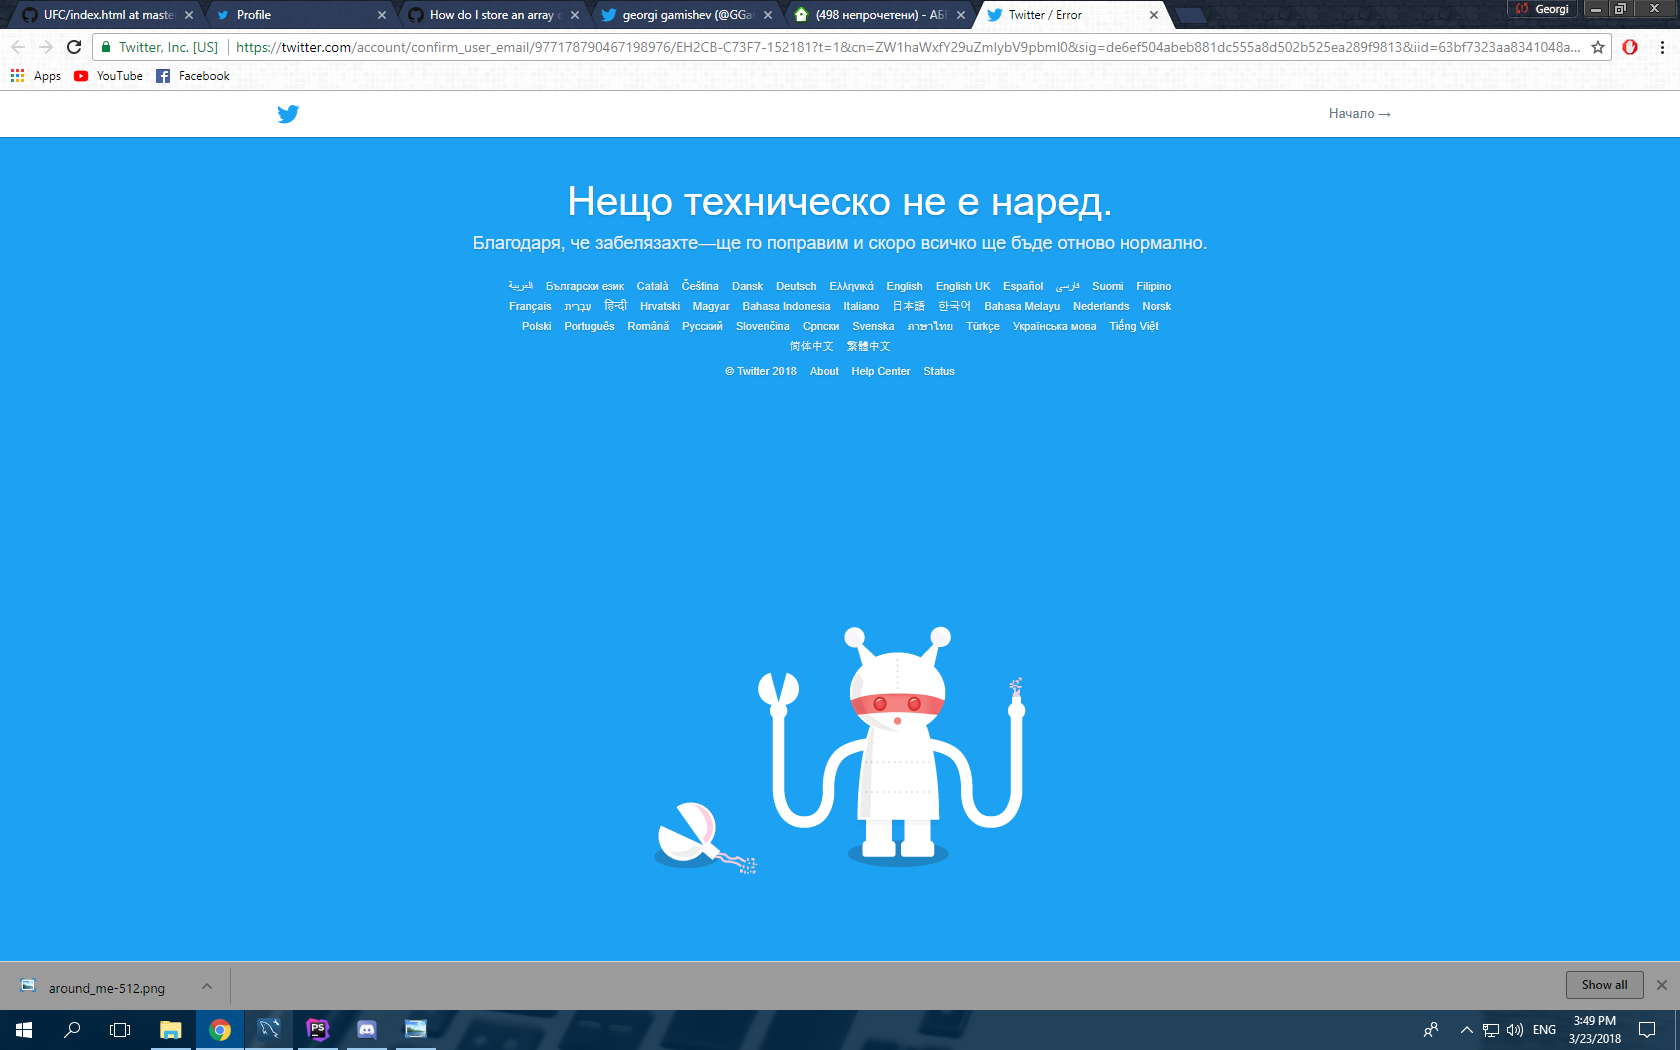 UFC/index.html at maste
Profile
How do I store an array
georgi gamishev (@GGa
(498 непрочетени) - АБ
Twitter / Error
Georgi
Twitter, Inc. [US]
https://twitter.com/account/confirm_user_email/977178790467198976/EH2CB-C73F7-152181?t=1&cn=ZW1haWxfY29uZmlybV9pbml0&sig=de6ef504abeb881dc555a8d502b525ea289f9813&iid=63bf7323aa8341048a...
Apps YouTube Facebook
Начало →
Нещо техническо не е наред.
Благодаря, че забелязахте—ще го поправим и скоро всичко ще бъде отново нормално.
العربية Български език Català Čeština Dansk Deutsch Ελληνικά English English UK Español فارسی Suomi Filipino
Français עברית हिन्दी Hrvatski Magyar Bahasa Indonesia Italiano 日本語 한국어 Bahasa Melayu Nederlands Norsk
Polski Português Română Русский Slovenčina Српски Svenska ภาษาไทย Türkçe Українська мова Tiếng Việt
简体中文 繁體中文
© Twitter 2018 About Help Center Status
around_me-512.png
Show all
PS
ENG
3:49 PM
3/23/2018